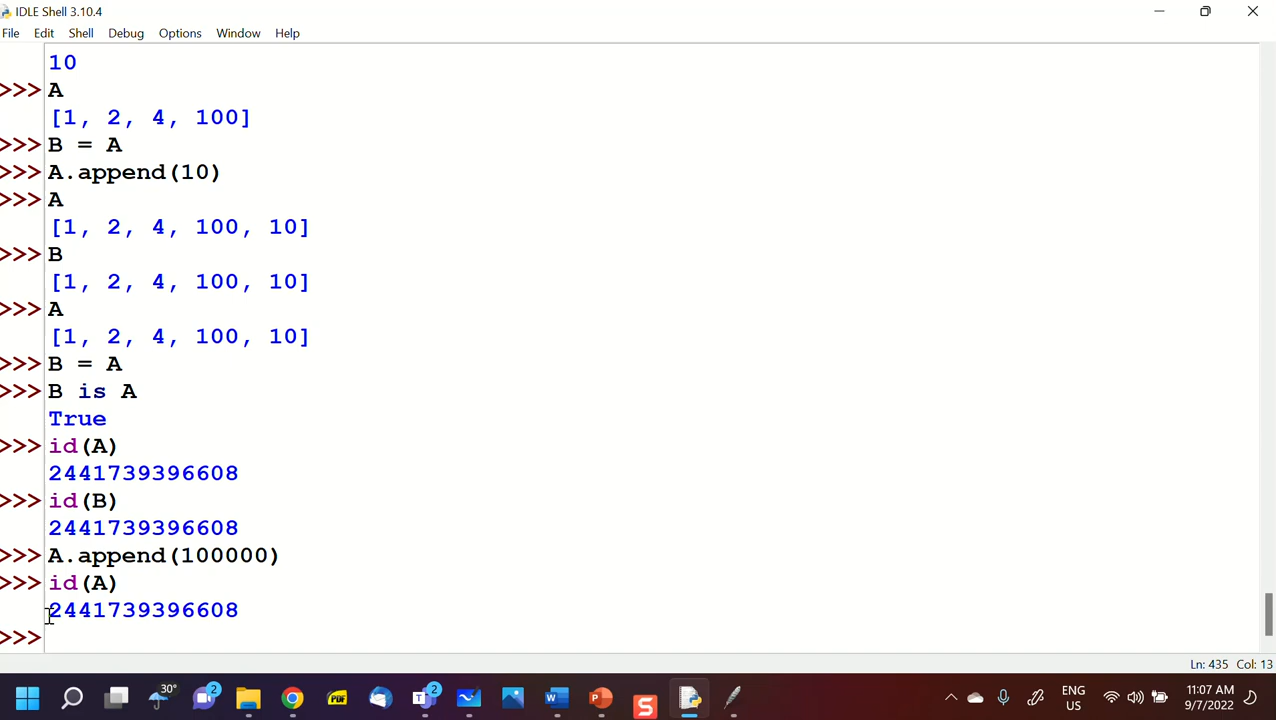 IDLE Shell 3.10.4
File Edit Shell Debug Options Window Help
10
>>> A
[1, 2, 4, 100]
>>> B = A
>>> A.append(10)
>>> A
[1, 2, 4, 100, 10]
>>> B
[1, 2, 4, 100, 10]
>>> A
[1, 2, 4, 100, 10]
>>> B = A
>>> B is A
True
>>> id(A)
2441739396608
>>> id(B)
2441739396608
>>> A.append(100000)
>>> id(A)
2441739396608
>>>
Ln: 435 Col: 13
30° 2 PDF 2 W P S ENG 11:07 AM
US 9/7/2022